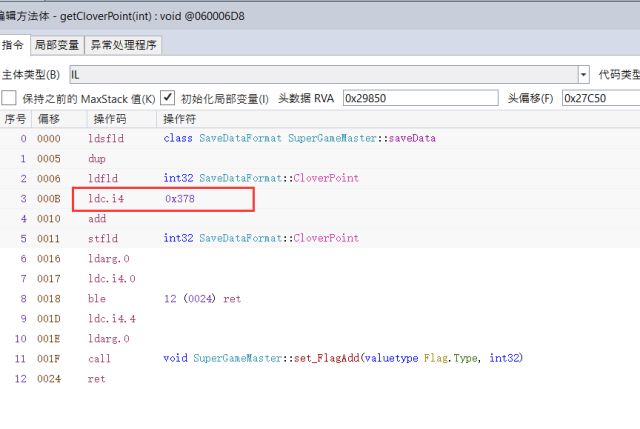 编辑方法体 - getCloverPoint(int) : void @060006D8
指令 局部变量 异常处理程序
主体类型(B) IL 代码类型
保持之前的 MaxStack 值(K) 初始化局部变量(I) 头数据 RVA 0x29850 头偏移(F) 0x27C50
序号 偏移 操作码 操作符
0 0000 ldsfld class SaveDataFormat SuperGameMaster::saveData
1 0005 dup
2 0006 ldfld int32 SaveDataFormat::CloverPoint
3 000B ldc.i4 0x378
4 0010 add
5 0011 stfld int32 SaveDataFormat::CloverPoint
6 0016 ldarg.0
7 0017 ldc.i4.0
8 0018 ble 12 (0024) ret
9 001D ldc.i4.4
10 001E ldarg.0
11 001F call void SuperGameMaster::set_FlagAdd(valuetype Flag.Type, int32)
12 0024 ret